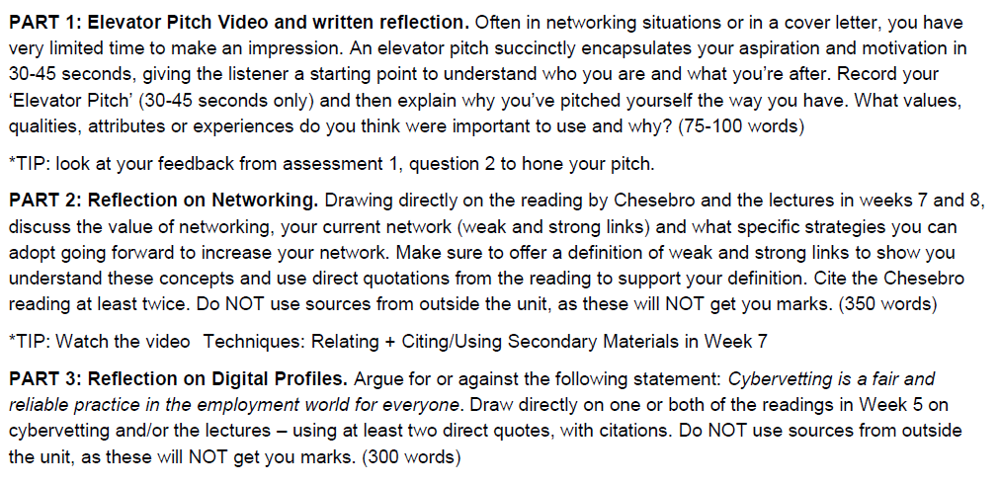 PART 1: Elevator Pitch Video and written reflection. Often in networking situations or in a cover letter, you have
very limited time to make an impression. An elevator pitch succinctly encapsulates your aspiration and motivation in
30-45 seconds, giving the listener a starting point to understand who you are and what you’re after. Record your
‘Elevator Pitch’ (30-45 seconds only) and then explain why you’ve pitched yourself the way you have. What values,
qualities, attributes or experiences do you think were important to use and why? (75-100 words)
*TIP: look at your feedback from assessment 1, question 2 to hone your pitch.
PART 2: Reflection on Networking. Drawing directly on the reading by Chesebro and the lectures in weeks 7 and 8,
discuss the value of networking, your current network (weak and strong links) and what specific strategies you can
adopt going forward to increase your network. Make sure to offer a definition of weak and strong links to show you
understand these concepts and use direct quotations from the reading to support your definition. Cite the Chesebro
reading at least twice. Do NOT use sources from outside the unit, as these will NOT get you marks. (350 words)
*TIP: Watch the video Techniques: Relating + Citing/Using Secondary Materials in Week 7
PART 3: Reflection on Digital Profiles. Argue for or against the following statement: Cybervetting is a fair and
reliable practice in the employment world for everyone. Draw directly on one or both of the readings in Week 5 on
cybervetting and/or the lectures – using at least two direct quotes, with citations. Do NOT use sources from outside
the unit, as these will NOT get you marks. (300 words)